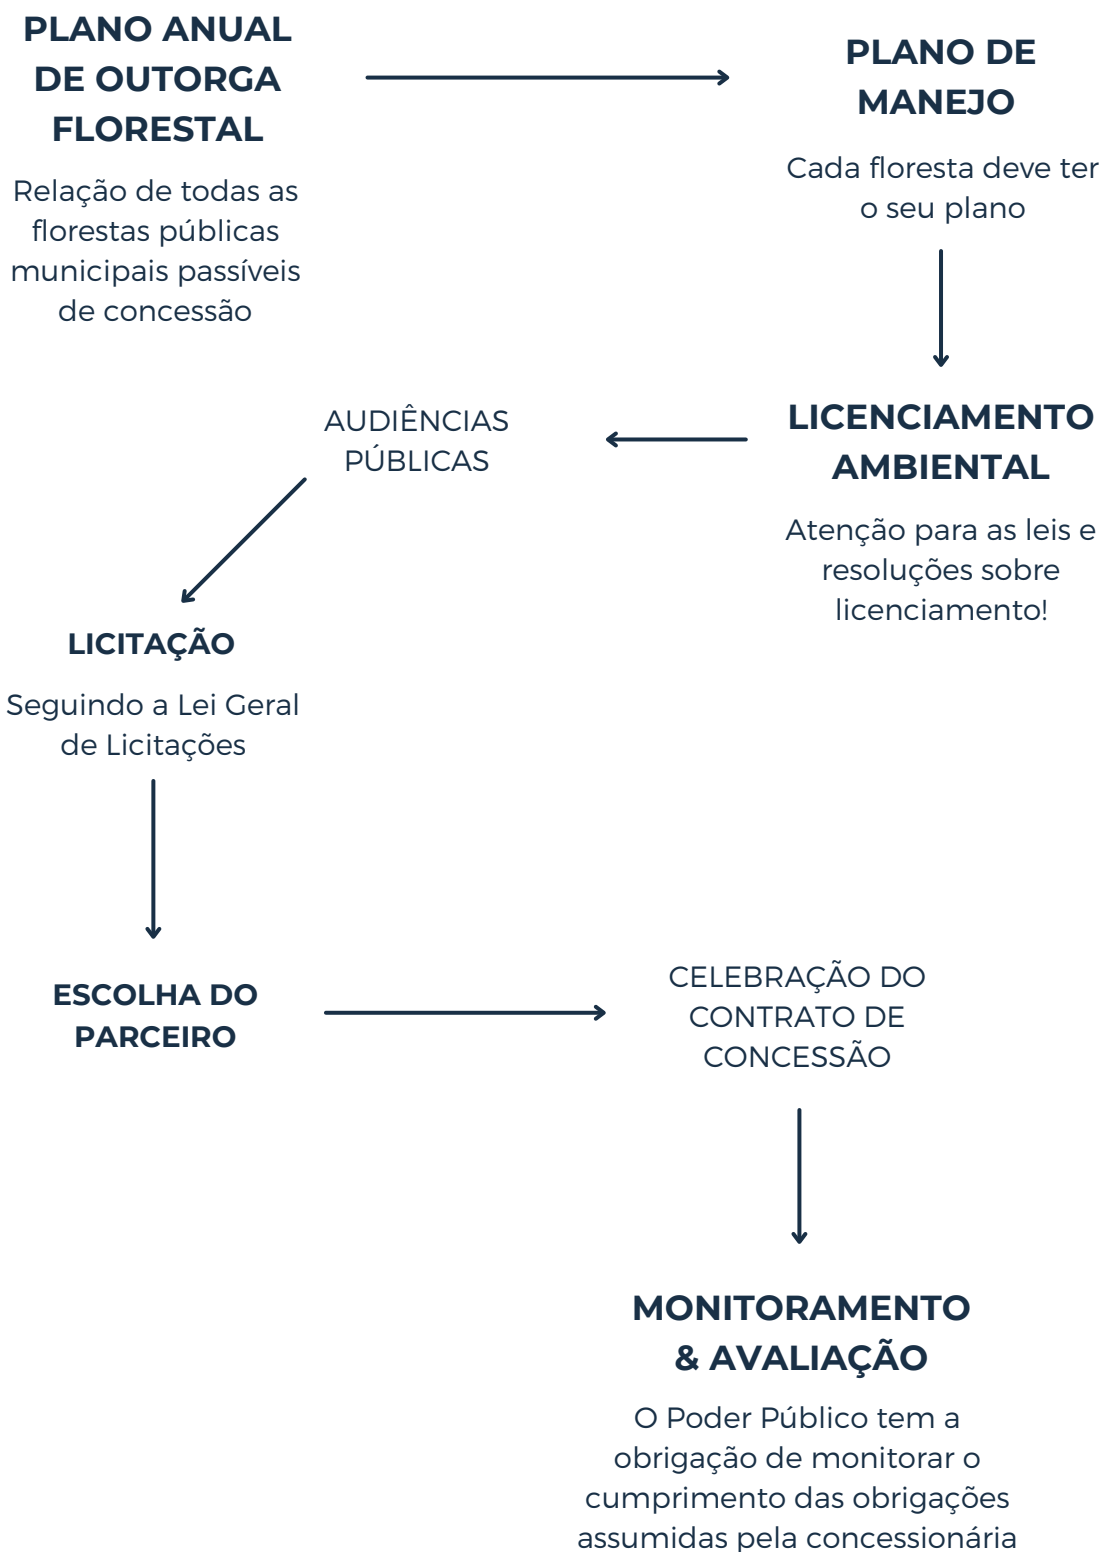 PLANO ANUAL
DE OUTORGA
FLORESTAL
Relação de todas as
florestas públicas
municipais passíveis
de concessão
PLANO DE
MANEJO
Cada floresta deve ter
o seu plano
LICENCIAMENTO
AMBIENTAL
Atenção para as leis e
resoluções sobre
licenciamento!
AUDIÊNCIAS
PÚBLICAS
LICITAÇÃO
Seguindo a Lei Geral
de Licitações
ESCOLHA DO
PARCEIRO
CELEBRAÇÃO DO
CONTRATO DE
CONCESSÃO
MONITORAMENTO
& AVALIAÇÃO
O Poder Público tem a
obrigação de monitorar o
cumprimento das obrigações
assumidas pela concessionária